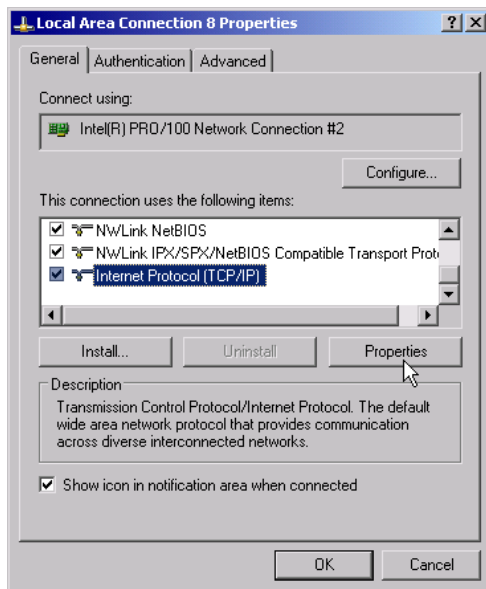 Local Area Connection 8 Properties
General Authentication Advanced
Connect using:
Intel(R) PRO/100 Network Connection #2
Configure...
This connection uses the following items:
NWLink NetBIOS
NWLink IPX/SPX/NetBIOS Compatible Transport Proto
Internet Protocol (TCP/IP)
Install... Uninstall Properties
Description
Transmission Control Protocol/Internet Protocol. The default
wide area network protocol that provides communication
across diverse interconnected networks.
Show icon in notification area when connected
OK Cancel